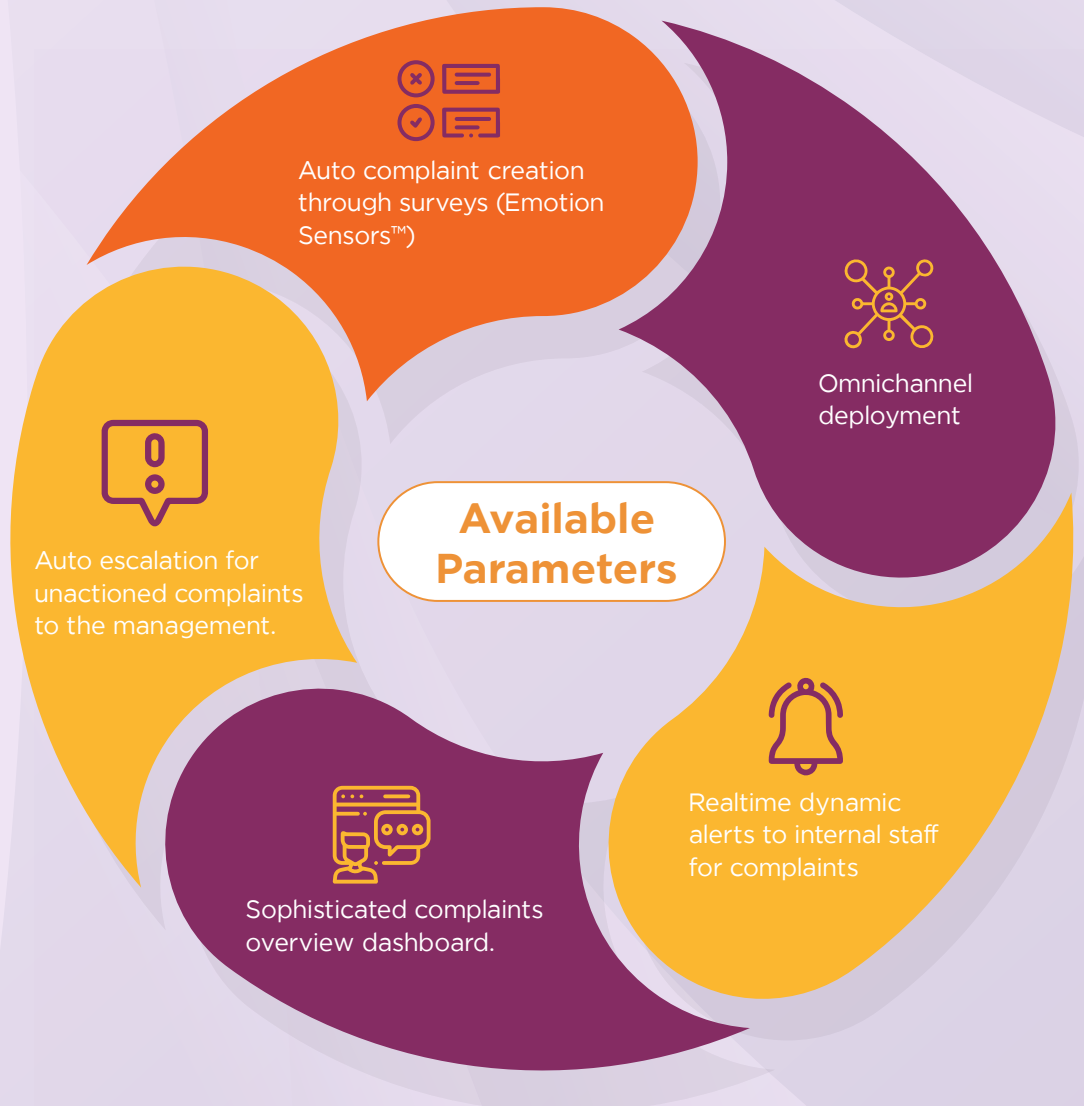 Auto complaint creation
through surveys (Emotion
Sensors™)
Omnichannel
deployment
Available
Parameters
Auto escalation for
unactioned complaints
to the management.
Realtime dynamic
alerts to internal staff
for complaints
Sophisticated complaints
overview dashboard.